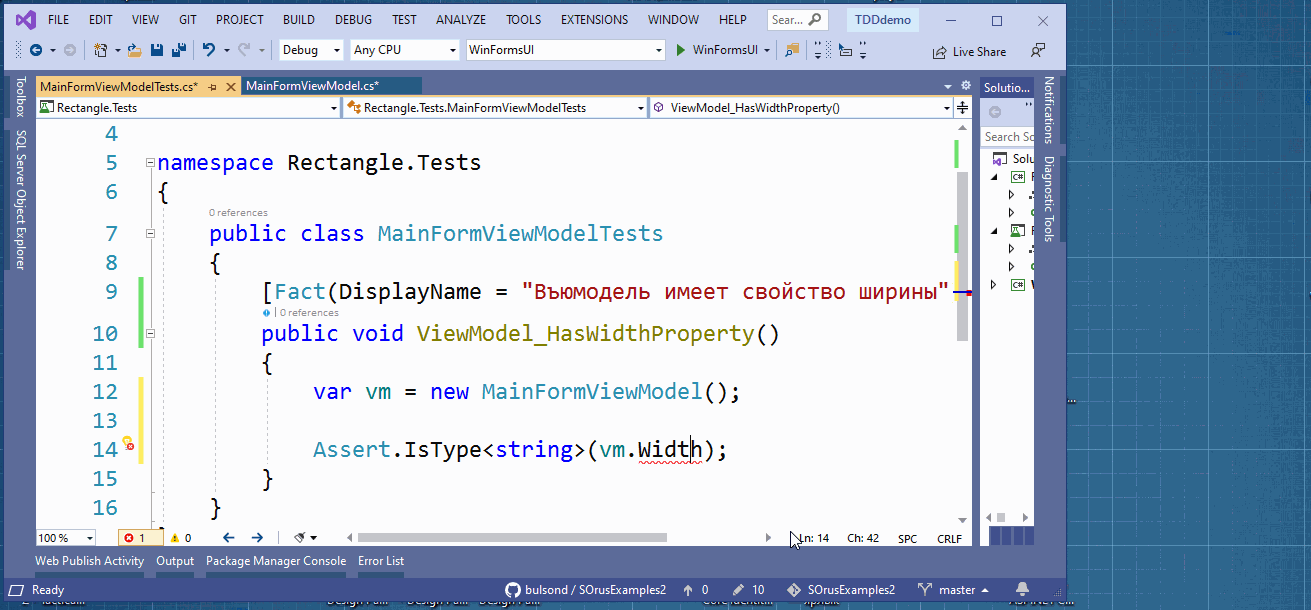 FILE EDIT VIEW GIT PROJECT BUILD DEBUG TEST ANALYZE TOOLS EXTENSIONS WINDOW HELP Sear... TDDdemo
Debug Any CPU WinFormsUI WinFormsUI Live Share
MainFormViewModelTests.cs* MainFormViewModel.cs*
Rectangle.Tests Rectangle.Tests.MainFormViewModelTests ViewModel_HasWidthProperty()
Toolbox
SQL Server Object Explorer
4
5 namespace Rectangle.Tests
6 {
0 references
7 public class MainFormViewModelTests
8 {
9 [Fact(DisplayName = "Въюмодель имеет свойство ширины"
0 references
10 public void ViewModel_HasWidthProperty()
11 {
12 var vm = new MainFormViewModel();
13
14 Assert.IsType<string>(vm.Width);
15 }
16 }
100 % 1 0 Ln: 14 Ch: 42 SPC CRLF
Solutio...
Search So
Solu
C#
C#
Notifications
Diagnostic Tools
Web Publish Activity Output Package Manager Console Error List
Ready bulsond / SOrusExamples2 0 10 SOrusExamples2 master